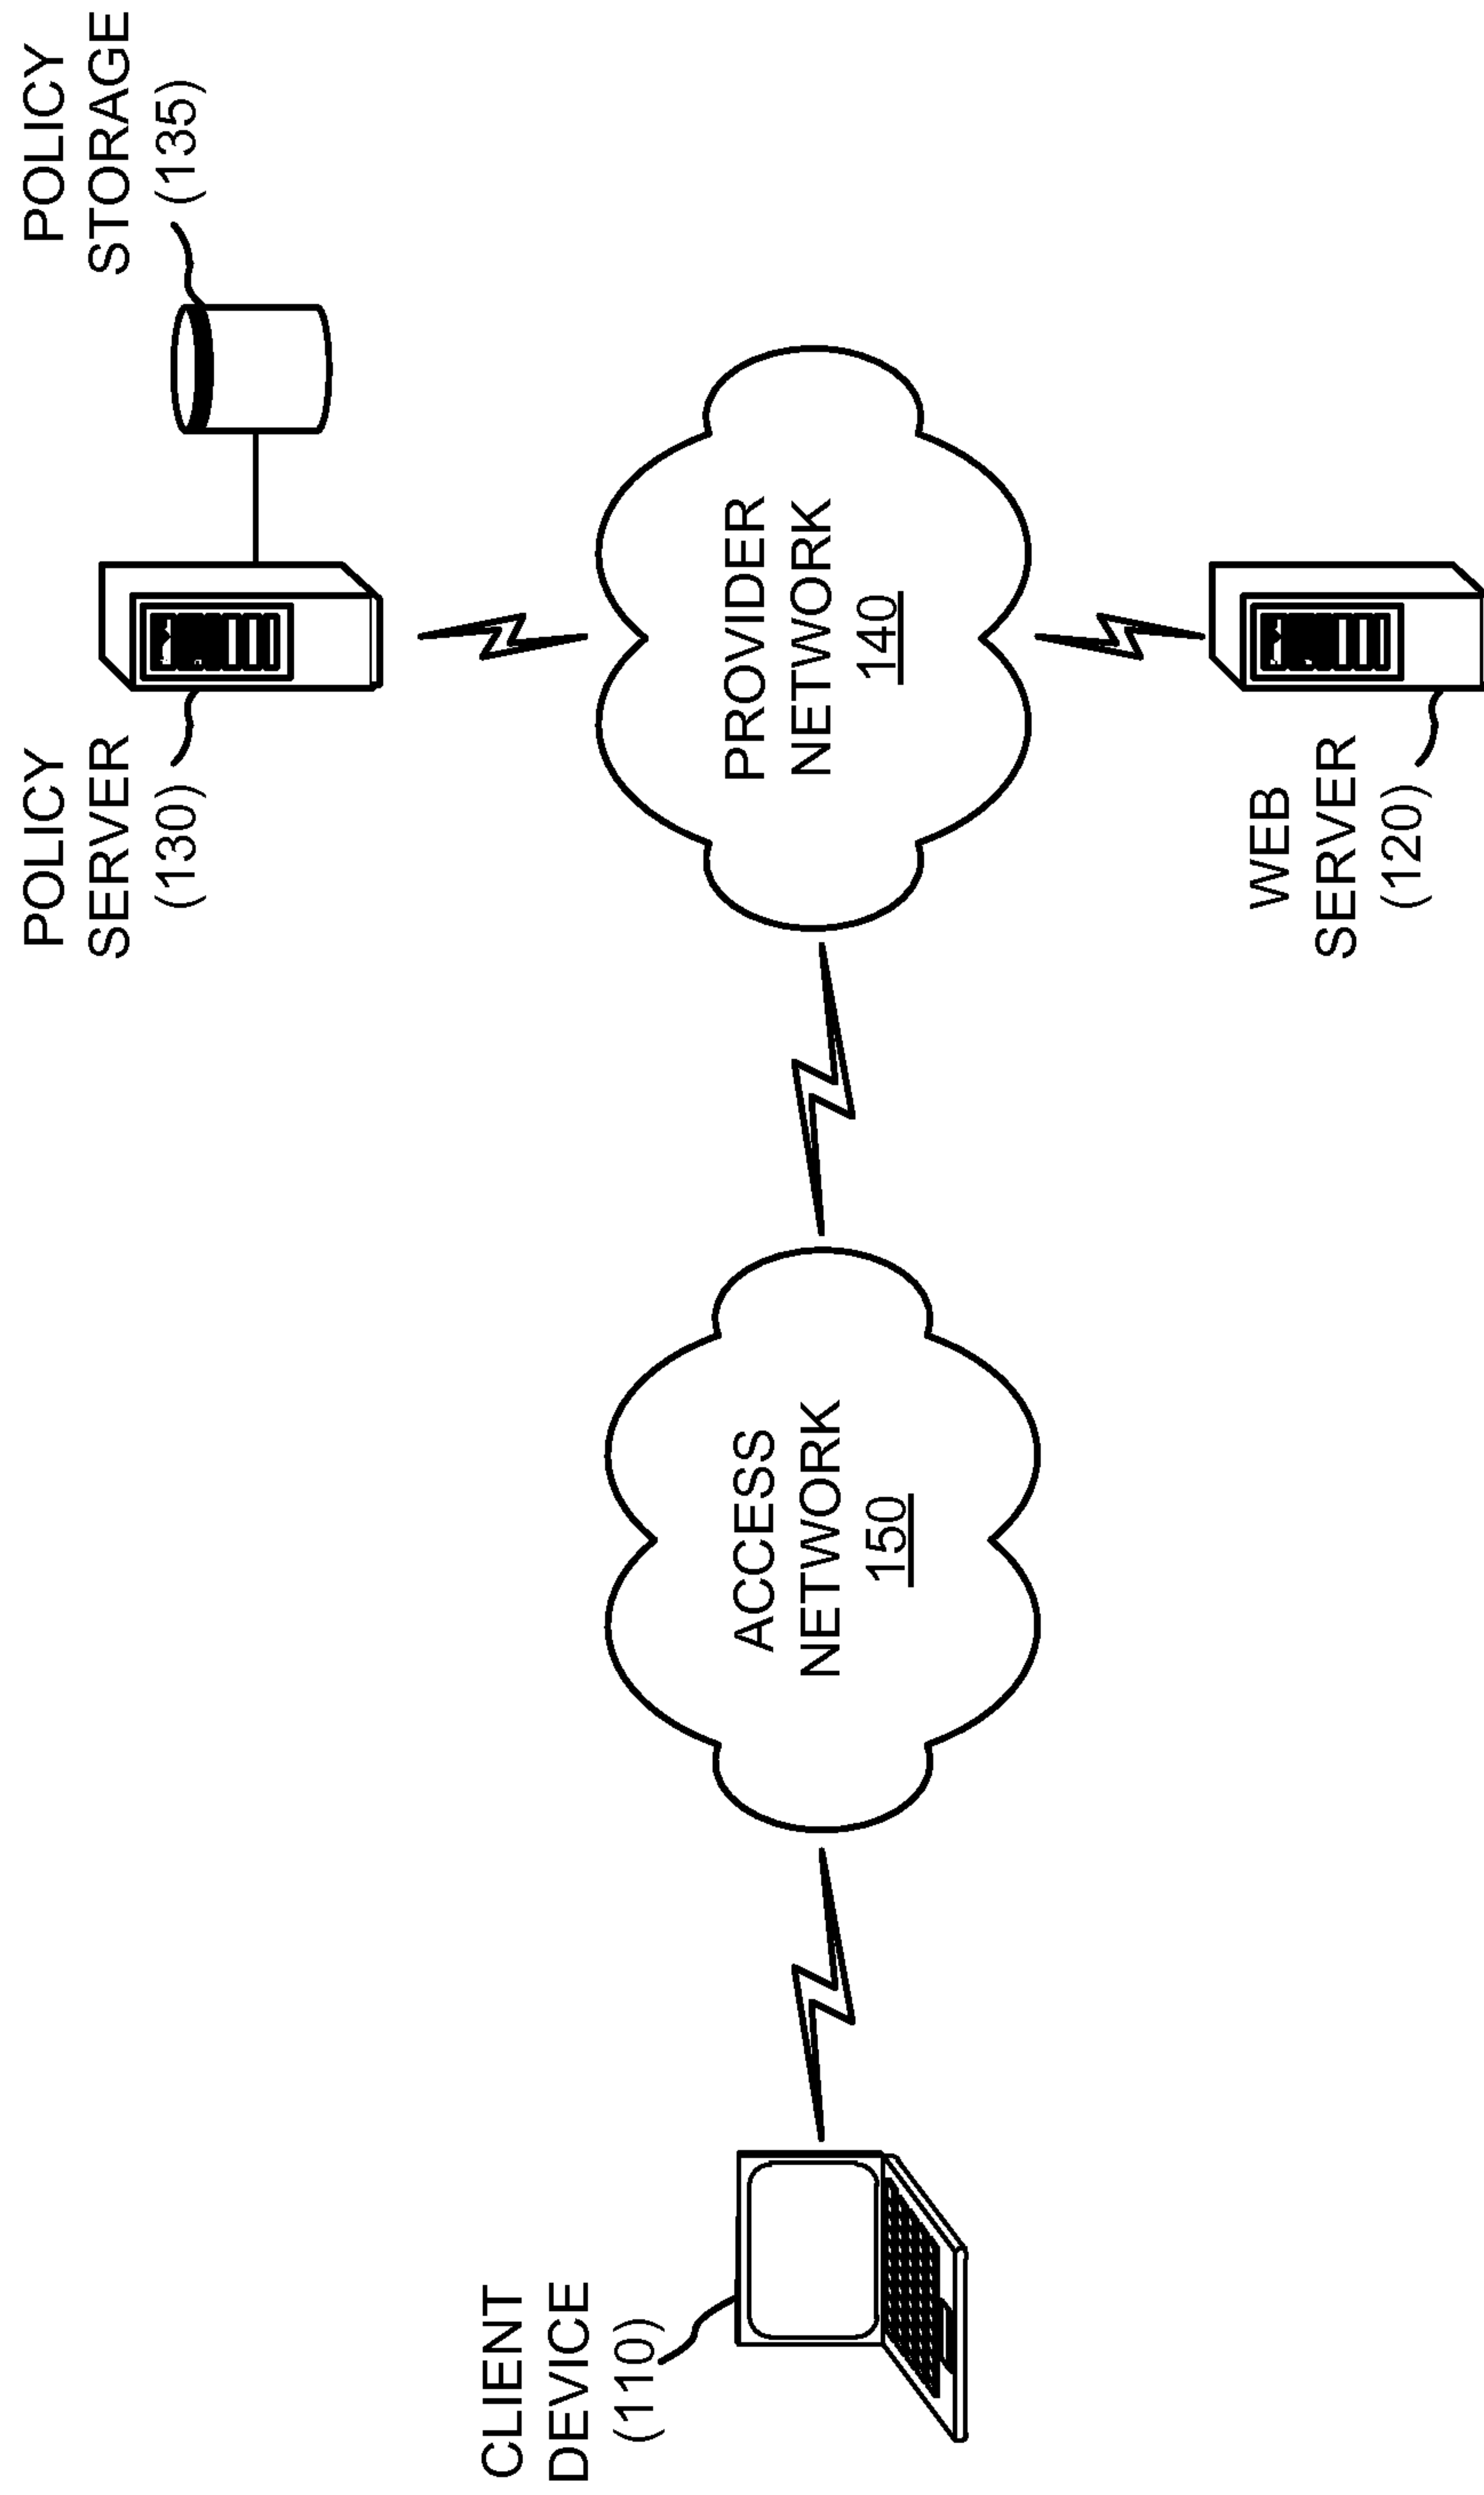 POLICY
SERVER
(130)
POLICY
STORAGE
(135)
CLIENT
DEVICE
(110)
ACCESS
NETWORK
150
PROVIDER
NETWORK
140
WEB
SERVER
(120)